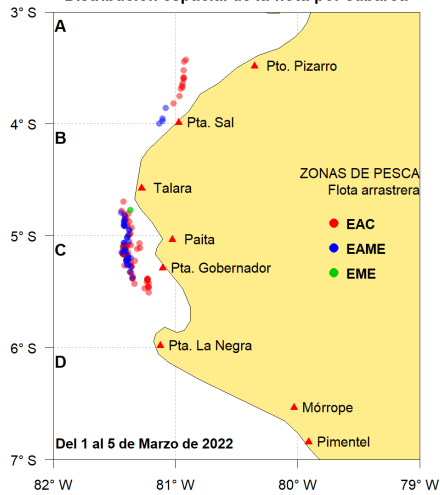 Distribución espacial de la flota por subárea
3° S
A
Pto. Pizarro
4° S
Pta. Sal
B
ZONAS DE PESCA
Flota arrastrera
Talara
EAC
5° S
Paita
C
EAME
Pta. Gobernador
EME
6° S
Pta. La Negra
D
Mórrope
Del 1 al 5 de Marzo de 2022
Pimentel
7° S
82° W
81° W
80° W
79° W